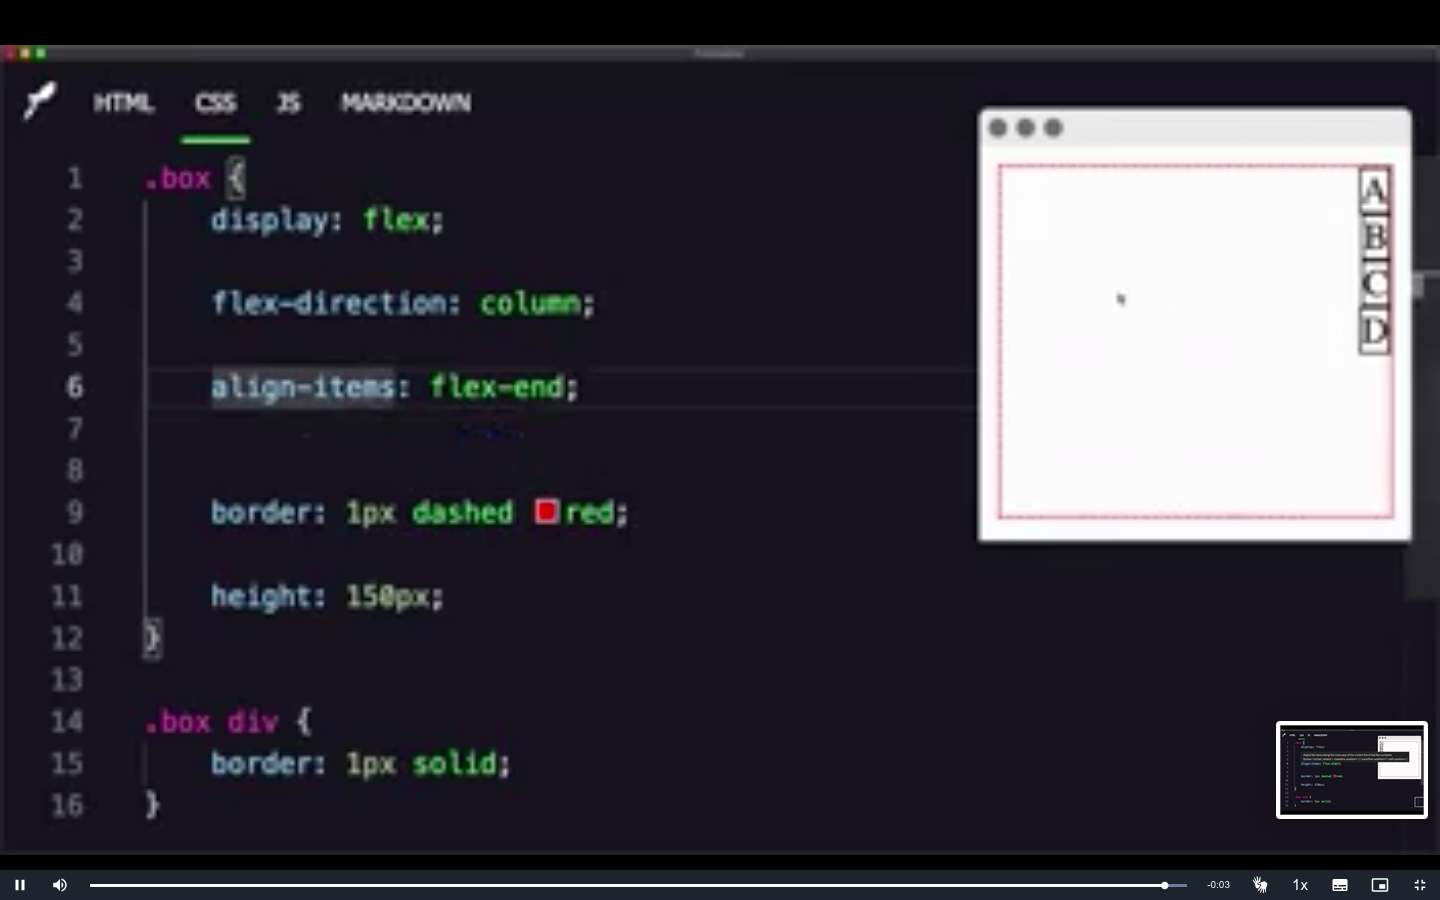 HTML CSS JS MARKDOWN
1 .box {
2 display: flex;
3
4 flex-direction: column;
5
6 align-items: flex-end;
7
8
9 border: 1px dashed red;
10
11 height: 150px;
12 }
13
14 .box div {
15 border: 1px solid;
16 }
A
B
C
D
-0:03
1x